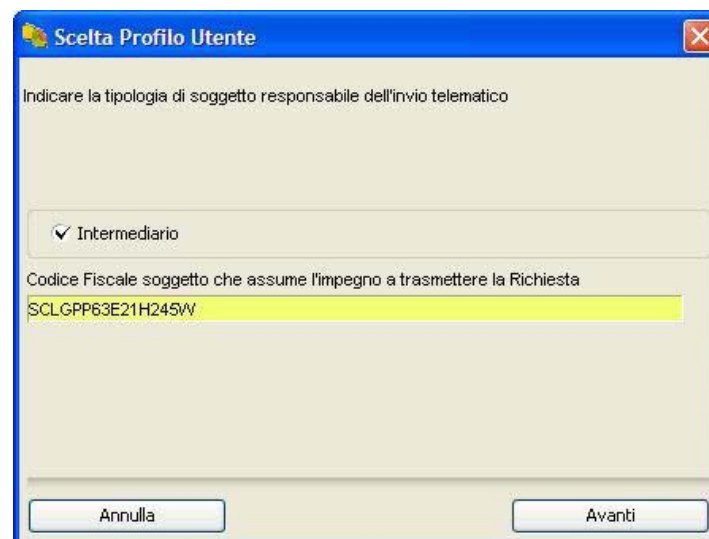 Scelta Profilo Utente
Indicare la tipologia di soggetto responsabile dell'invio telematico
Intermediario
Codice Fiscale soggetto che assume l'impegno a trasmettere la Richiesta
SCLGPP63E21H245W
Annulla
Avanti